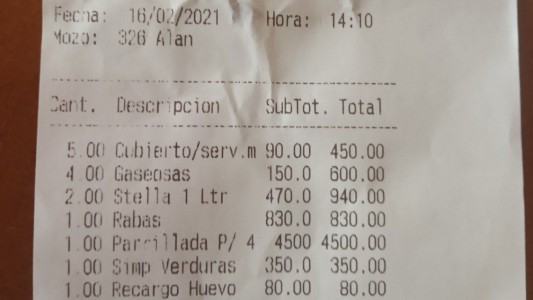 Fecha: 16/02/2021 Hora: 14:10
Mozo: 326 Alan
Cant. Descripcion SubTot. Total
5.00 Cubierto/serv.m 90.00 450.00
4.00 Gaseosas 150.0 600.00
2.00 Stella 1 Ltr 470.0 940.00
1.00 Rabas 830.0 830.00
1.00 Parrillada P/ 4 4500 4500.00
1.00 Simp Verduras 350.0 350.00
1.00 Recargo Huevo 80.00 80.00